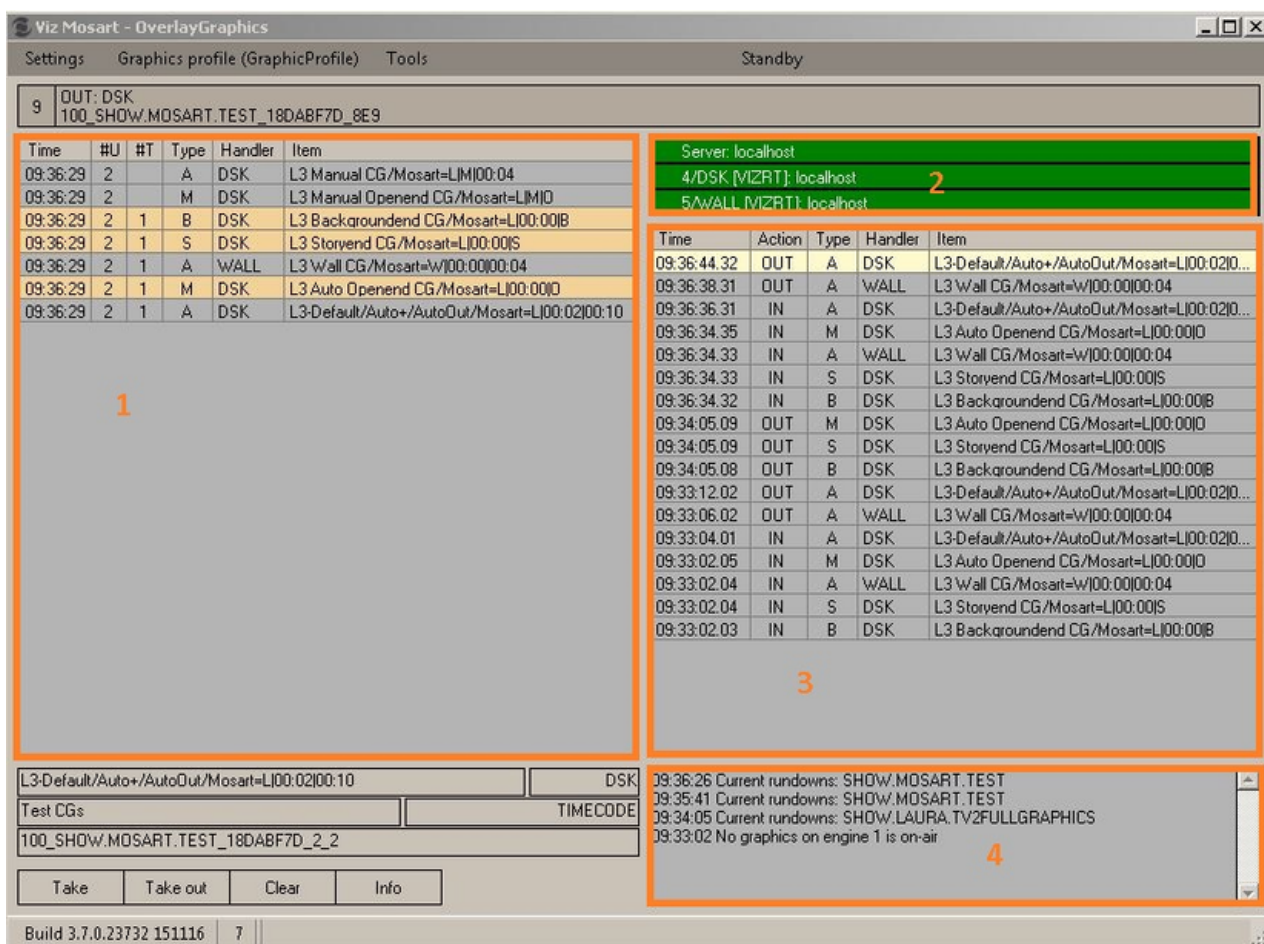 Viz Mosart - OverlayGraphics
Settings Graphics profile (GraphicProfile) Tools Standby
9 OUT: DSK
100_SHOW.MOSART.TEST_18DABF7D_8E9
Time #U #T Type Handler Item
09:36:29 2 A DSK L3 Manual CG/Mosart=L|M|00:04
09:36:29 2 M DSK L3 Manual Openend CG/Mosart=L|M|O
09:36:29 2 1 B DSK L3 Backgroundend CG/Mosart=L|00:00|B
09:36:29 2 1 S DSK L3 Storyend CG/Mosart=L|00:00|S
09:36:29 2 1 A WALL L3 Wall CG/Mosart=W|00:00|00:04
09:36:29 2 1 M DSK L3 Auto Openend CG/Mosart=L|00:00|O
09:36:29 2 1 A DSK L3-Default/Auto+/AutoOut/Mosart=L|00:02|00:10
1
Server: localhost
4/DSK [VIZRT]: localhost
5/WALL [VIZRT]: localhost
2
Time Action Type Handler Item
09:36:44.32 OUT A DSK L3-Default/Auto+/AutoOut/Mosart=L|00:02|0...
09:36:38.31 OUT A WALL L3 Wall CG/Mosart=W|00:00|00:04
09:36:36.31 IN A DSK L3-Default/Auto+/AutoOut/Mosart=L|00:02|0...
09:36:34.35 IN M DSK L3 Auto Openend CG/Mosart=L|00:00|O
09:36:34.33 IN A WALL L3 Wall CG/Mosart=W|00:00|00:04
09:36:34.33 IN S DSK L3 Storyend CG/Mosart=L|00:00|S
09:36:34.32 IN B DSK L3 Backgroundend CG/Mosart=L|00:00|B
09:34:05.09 OUT M DSK L3 Auto Openend CG/Mosart=L|00:00|O
09:34:05.09 OUT S DSK L3 Storyend CG/Mosart=L|00:00|S
09:34:05.08 OUT B DSK L3 Backgroundend CG/Mosart=L|00:00|B
09:33:12.02 OUT A DSK L3-Default/Auto+/AutoOut/Mosart=L|00:02|0...
09:33:06.02 OUT A WALL L3 Wall CG/Mosart=W|00:00|00:04
09:33:04.01 IN A DSK L3-Default/Auto+/AutoOut/Mosart=L|00:02|0...
09:33:02.05 IN M DSK L3 Auto Openend CG/Mosart=L|00:00|O
09:33:02.04 IN A WALL L3 Wall CG/Mosart=W|00:00|00:04
09:33:02.04 IN S DSK L3 Storyend CG/Mosart=L|00:00|S
09:33:02.03 IN B DSK L3 Backgroundend CG/Mosart=L|00:00|B
3
L3-Default/Auto+/AutoOut/Mosart=L|00:02|00:10 DSK
Test CGs TIMECODE
100_SHOW.MOSART.TEST_18DABF7D_2_2
Take Take out Clear Info
09:36:26 Current rundowns: SHOW.MOSART.TEST
09:35:41 Current rundowns: SHOW.MOSART.TEST
09:34:05 Current rundowns: SHOW.LAURA.TV2FULLGRAPHICS
09:33:02 No graphics on engine 1 is on-air
4
Build 3.7.0.23732 151116 7